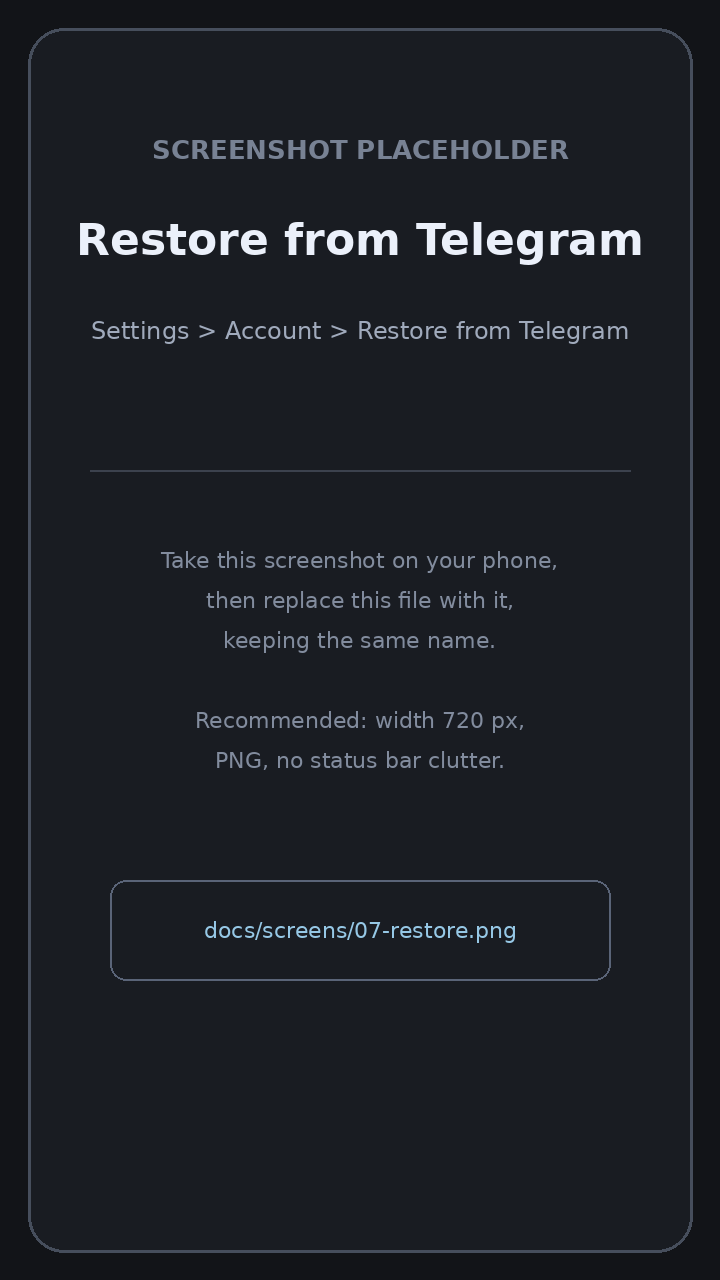 SCREENSHOT PLACEHOLDER
Restore from Telegram
Settings > Account > Restore from Telegram
Take this screenshot on your phone,
then replace this file with it,
keeping the same name.
Recommended: width 720 px,
PNG, no status bar clutter.
docs/screens/07-restore.png